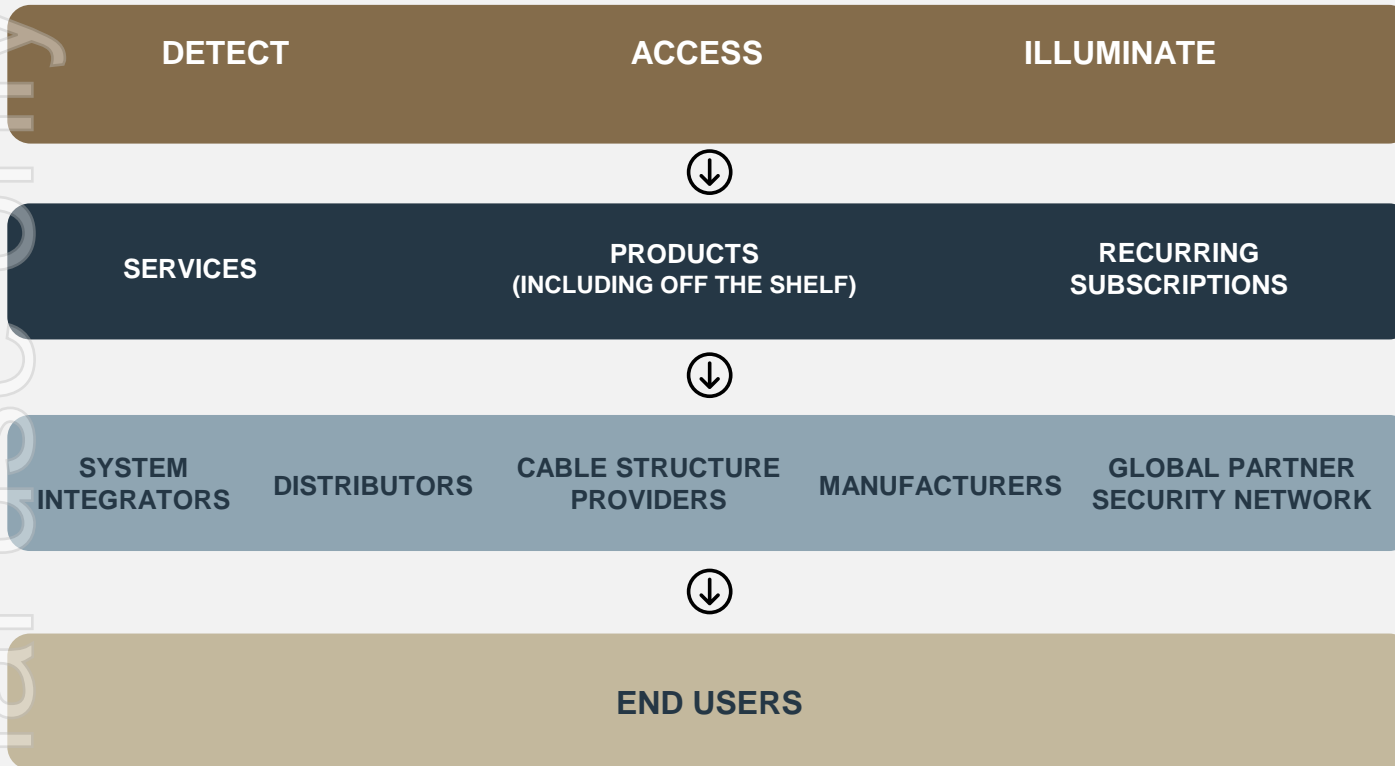 DETECT ACCESS ILLUMINATE
SERVICES
PRODUCTS
(INCLUDING OFF THE SHELF)
RECURRING
SUBSCRIPTIONS
SYSTEM
INTEGRATORS
DISTRIBUTORS
CABLE STRUCTURE
PROVIDERS
MANUFACTURERS
GLOBAL PARTNER
SECURITY NETWORK
END USERS